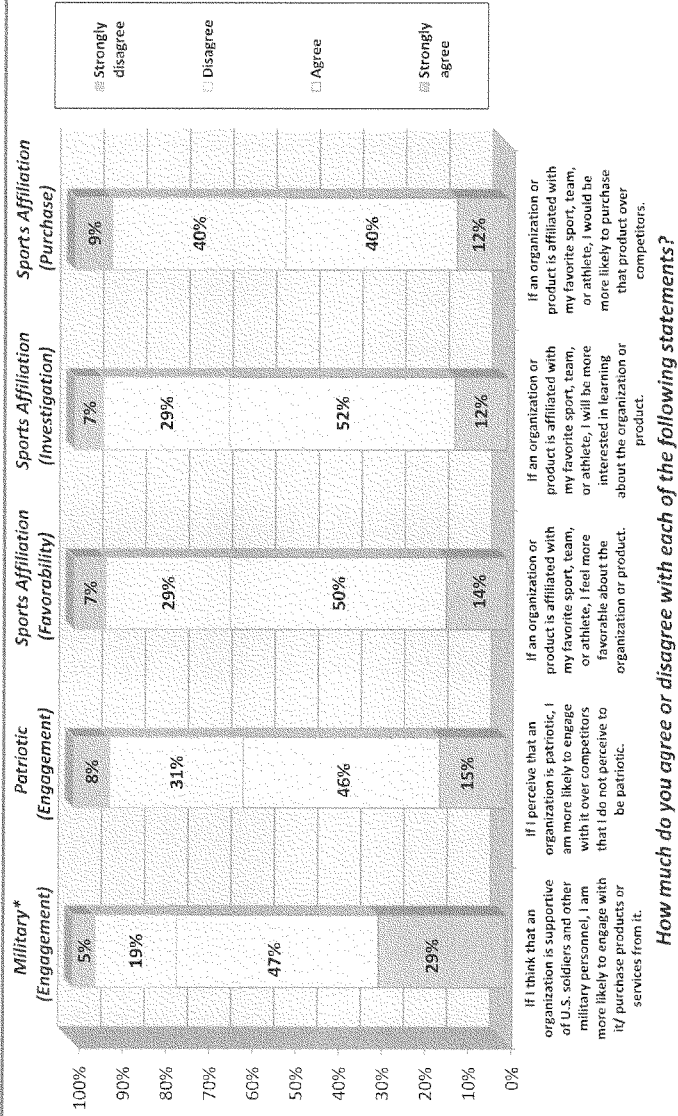 Military*
(Engagement)
Patriotic
(Engagement)
Sports Affiliation
(Favorability)
Sports Affiliation
(Investigation)
Sports Affiliation
(Purchase)
100%
90%
80%
70%
60%
50%
40%
30%
20%
10%
0%
5%
19%
47%
29%
8%
31%
46%
15%
7%
29%
50%
14%
7%
29%
52%
12%
9%
40%
40%
12%
Strongly
disagree
Disagree
Agree
Strongly
agree
If I think that an
organization is supportive
of U.S. soldiers and other
military personnel, I am
more likely to engage with
it/ purchase products or
services from it.
If I perceive that an
organization is patriotic, I
am more likely to engage
with it over competitors
that I do not perceive to
be patriotic.
If an organization or
product is affiliated with
my favorite sport, team,
or athlete, I feel more
favorable about the
organization or product.
If an organization or
product is affiliated with
my favorite sport, team,
or athlete, I will be more
interested in learning
about the organization or
product.
If an organization or
product is affiliated with
my favorite sport, team,
or athlete, I would be
more likely to purchase
that product over
competitors.
How much do you agree or disagree with each of the following statements?